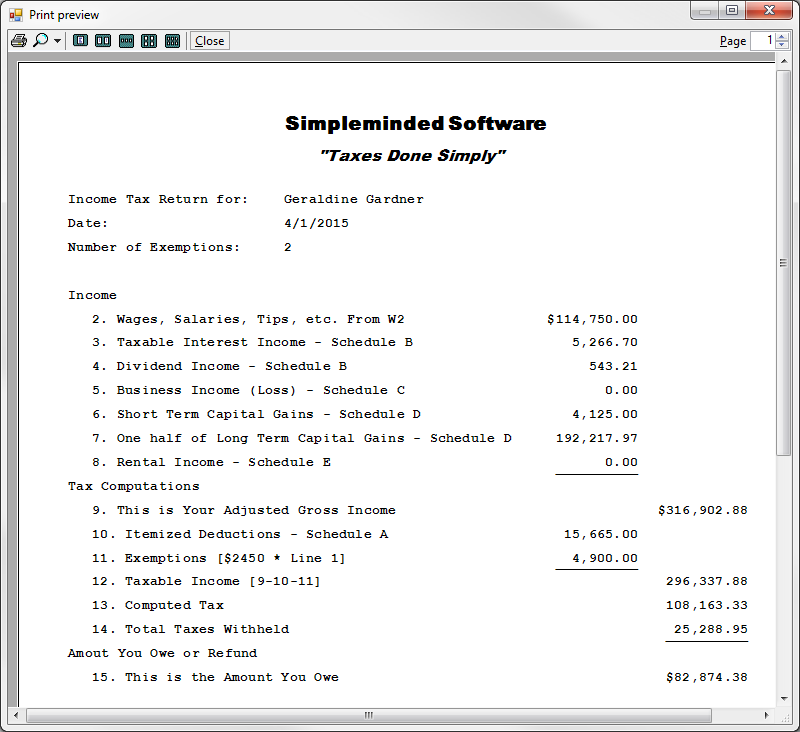 Print preview
Close
Page 1
Simpleminded Software
"Taxes Done Simply"
Income Tax Return for: Geraldine Gardner
Date: 4/1/2015
Number of Exemptions: 2
Income
2. Wages, Salaries, Tips, etc. From W2 $114,750.00
3. Taxable Interest Income - Schedule B 5,266.70
4. Dividend Income - Schedule B 543.21
5. Business Income (Loss) - Schedule C 0.00
6. Short Term Capital Gains - Schedule D 4,125.00
7. One half of Long Term Capital Gains - Schedule D 192,217.97
8. Rental Income - Schedule E 0.00
Tax Computations
9. This is Your Adjusted Gross Income $316,902.88
10. Itemized Deductions - Schedule A 15,665.00
11. Exemptions [$2450 * Line 1] 4,900.00
12. Taxable Income [9-10-11] 296,337.88
13. Computed Tax 108,163.33
14. Total Taxes Withheld 25,288.95
Amout You Owe or Refund
15. This is the Amount You Owe $82,874.38